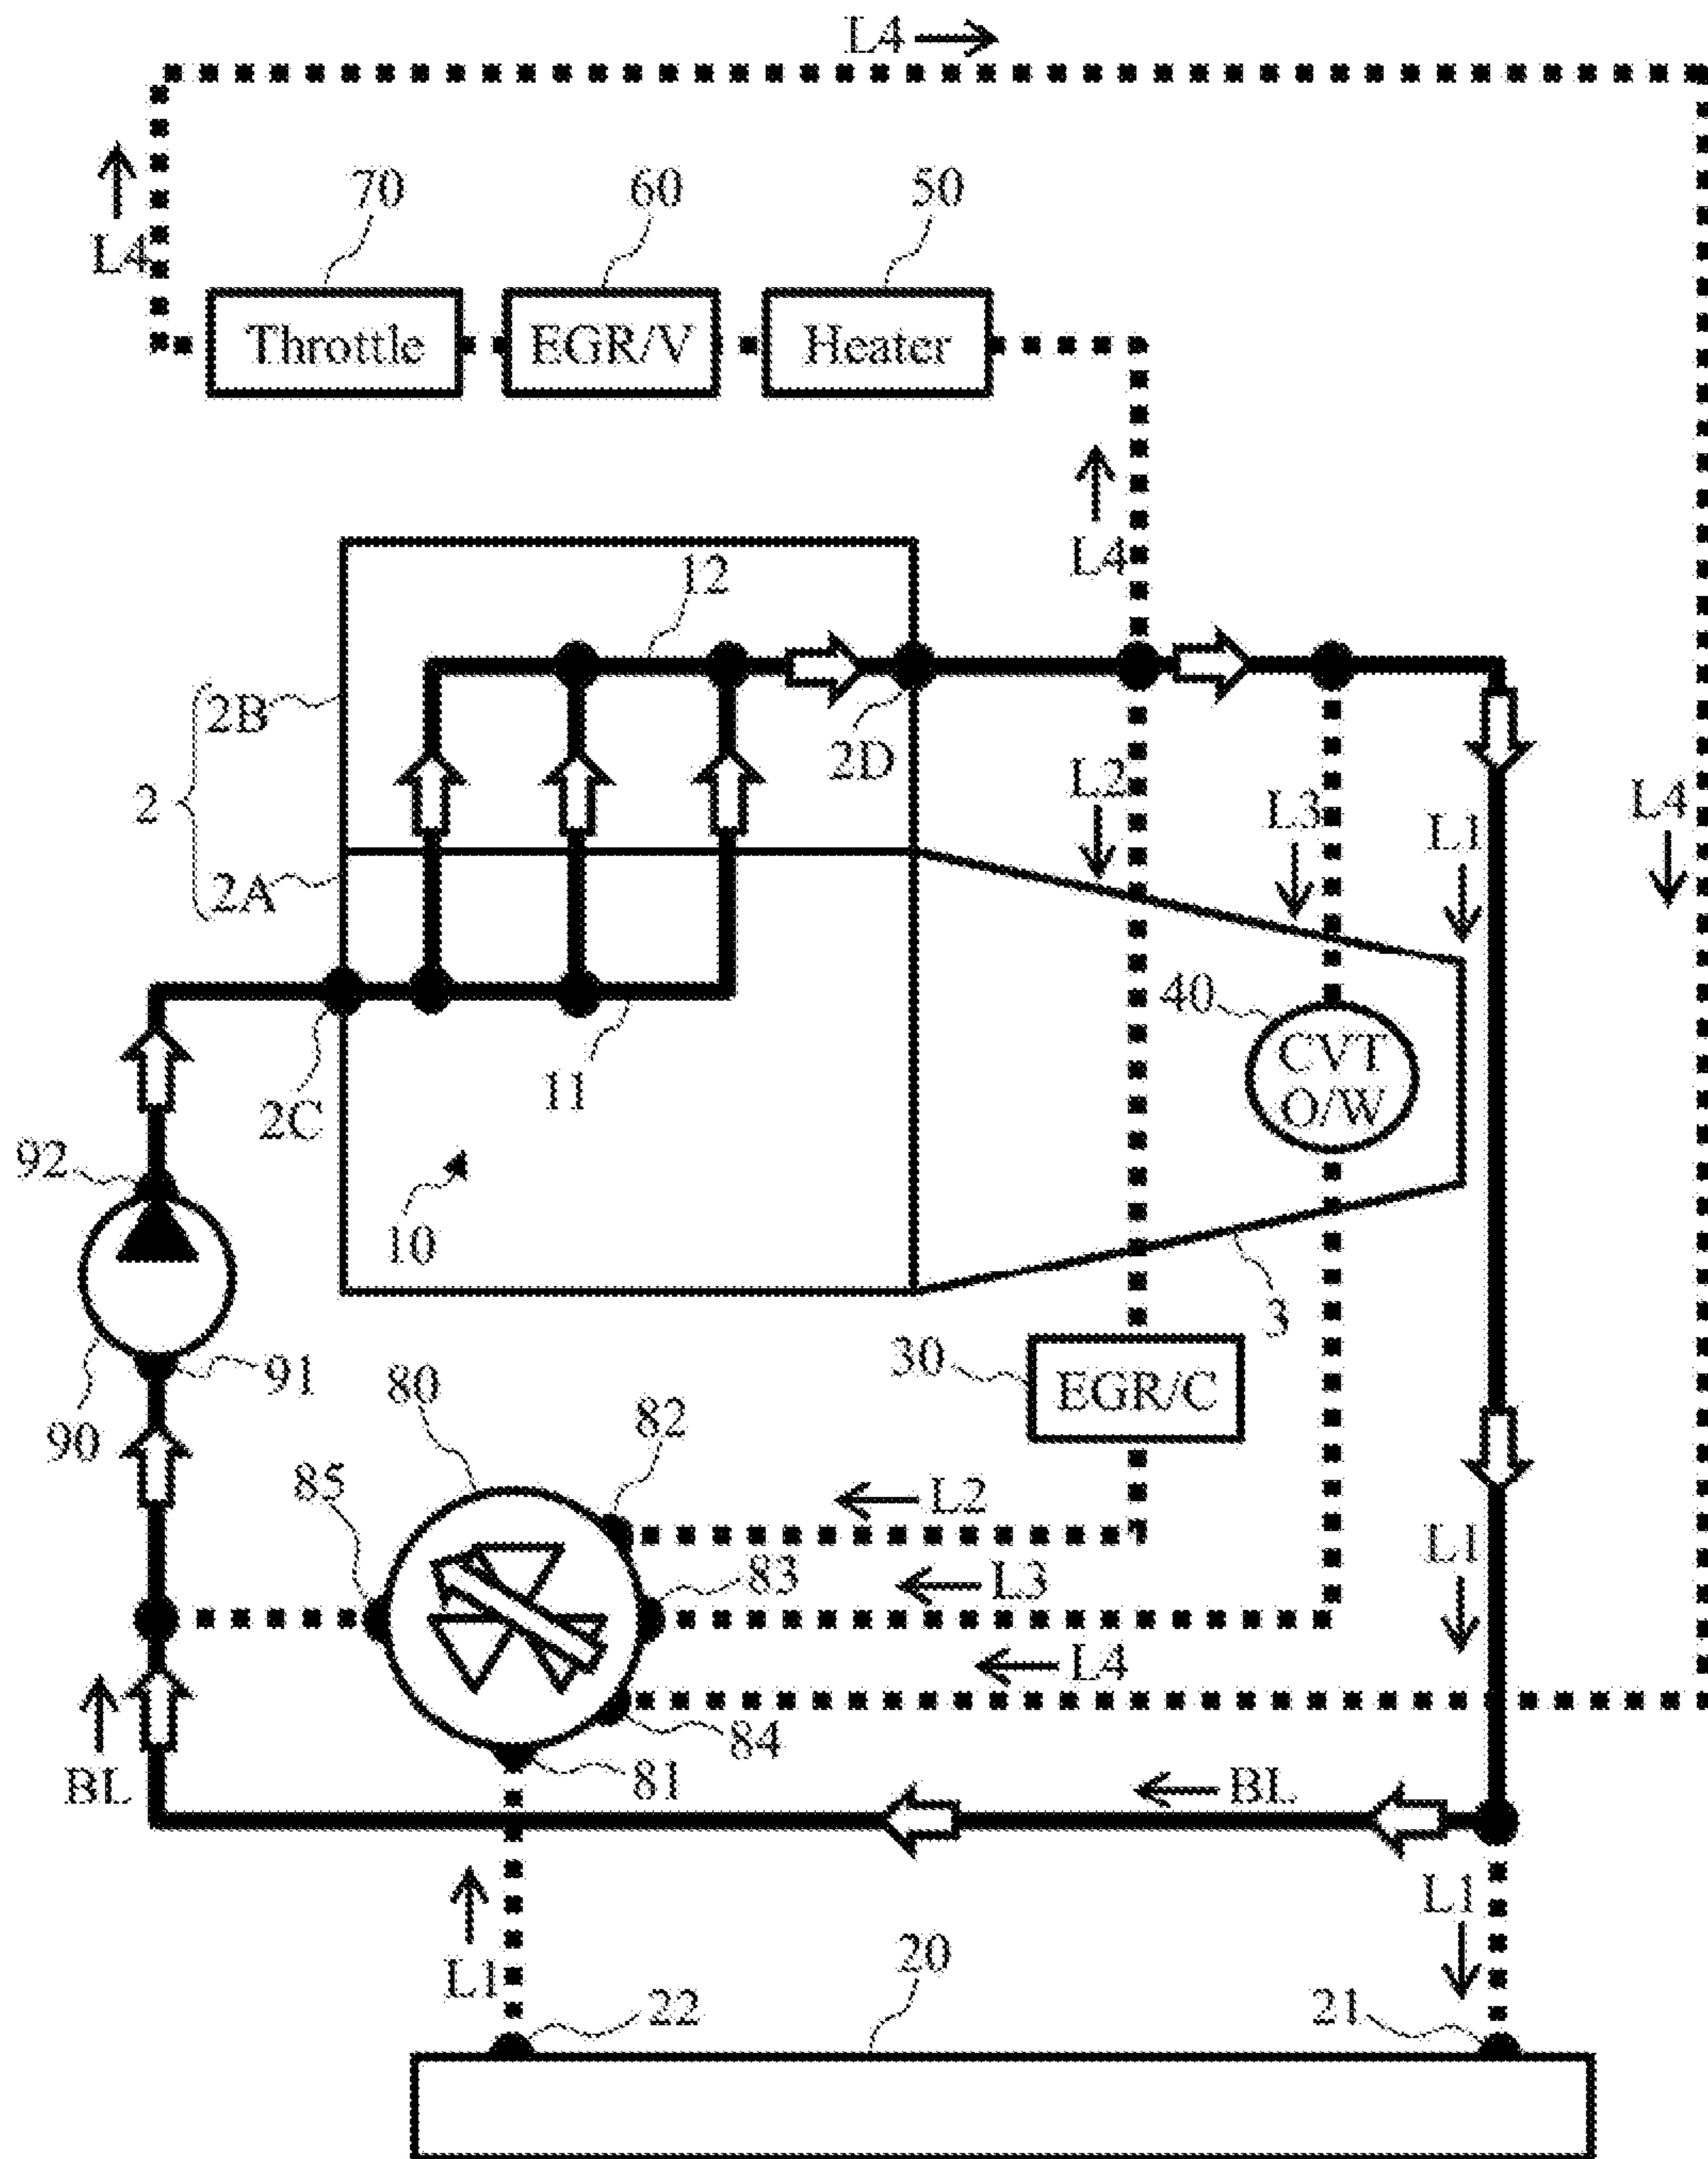 L4
70
60
50
L4
Throttle
EGR/V
Heater
L4
12
2B
2D
L2
L3
L1
L4
2
2A
40
CVT
O/W
2C
11
92
10
3
91
30
EGR/C
90
80
82
85
L2
83
L3
L1
L4
84
BL
81
BL
L1
L1
20
22
21